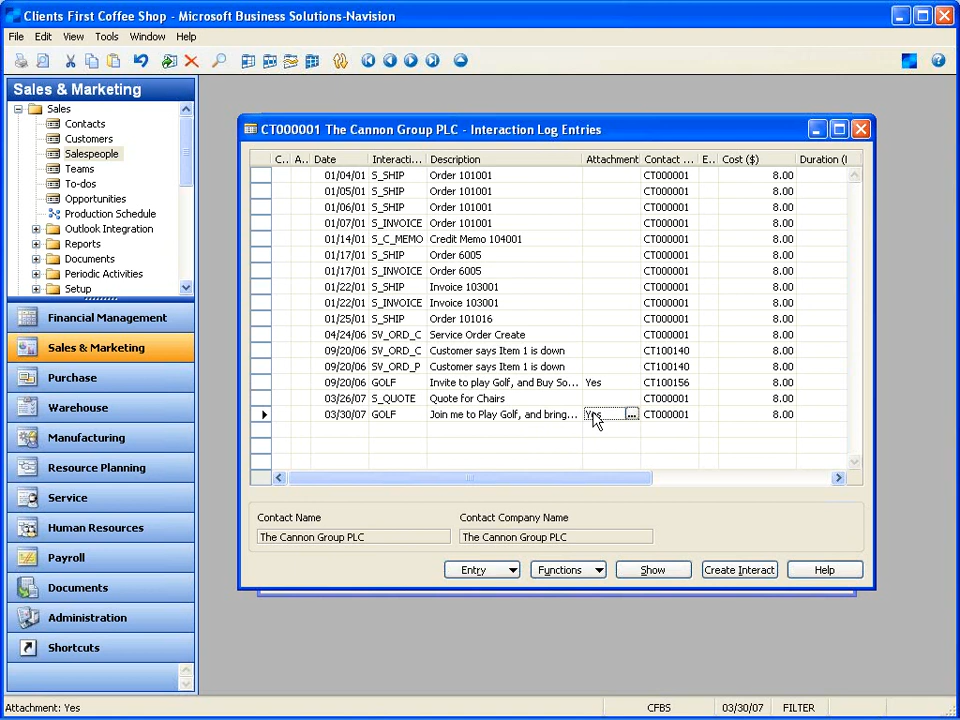 Clients First Coffee Shop - Microsoft Business Solutions-Navision
File Edit View Tools Window Help
Sales & Marketing
Sales
Contacts
Customers
Salespeople
Teams
To-dos
Opportunities
Production Schedule
Outlook Integration
Reports
Documents
Periodic Activities
Setup
Financial Management
Sales & Marketing
Purchase
Warehouse
Manufacturing
Resource Planning
Service
Human Resources
Payroll
Documents
Administration
Shortcuts
CT000001 The Cannon Group PLC - Interaction Log Entries
C.. A.. Date Interacti... Description Attachment Contact ... E.. Cost ($) Duration (
01/04/01 S_SHIP Order 101001 CT000001 8.00
01/05/01 S_SHIP Order 101001 CT000001 8.00
01/06/01 S_SHIP Order 101001 CT000001 8.00
01/07/01 S_INVOICE Order 101001 CT000001 8.00
01/14/01 S_C_MEMO Credit Memo 104001 CT000001 8.00
01/17/01 S_SHIP Order 6005 CT000001 8.00
01/17/01 S_INVOICE Order 6005 CT000001 8.00
01/22/01 S_SHIP Invoice 103001 CT000001 8.00
01/22/01 S_INVOICE Invoice 103001 CT000001 8.00
01/25/01 S_SHIP Order 101016 CT000001 8.00
04/24/06 SV_ORD_C Service Order Create CT000001 8.00
09/20/06 SV_ORD_C Customer says Item 1 is down CT100140 8.00
09/20/06 SV_ORD_P Customer says Item 1 is down CT100140 8.00
09/20/06 GOLF Invite to play Golf, and Buy So... Yes CT100156 8.00
03/26/07 S_QUOTE Quote for Chairs CT000001 8.00
03/30/07 GOLF Join me to Play Golf, and bring... Yes ... CT000001 8.00
Contact Name Contact Company Name
The Cannon Group PLC The Cannon Group PLC
Entry Functions Show Create Interact Help
Attachment: Yes CFBS 03/30/07 FILTER